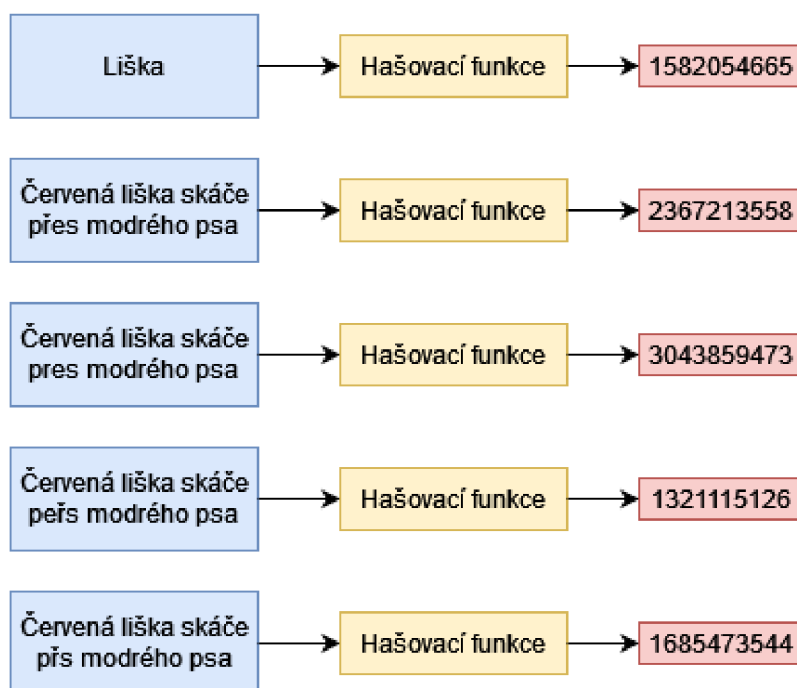 Liška
Hašovací funkce
1582054665
Červená liška skáče
přes modrého psa
Hašovací funkce
2367213558
Červená liška skáče
pres modrého psa
Hašovací funkce
3043859473
Červená liška skáče
peřs modrého psa
Hašovací funkce
1321115126
Červená liška skáče
přs modrého psa
Hašovací funkce
1685473544